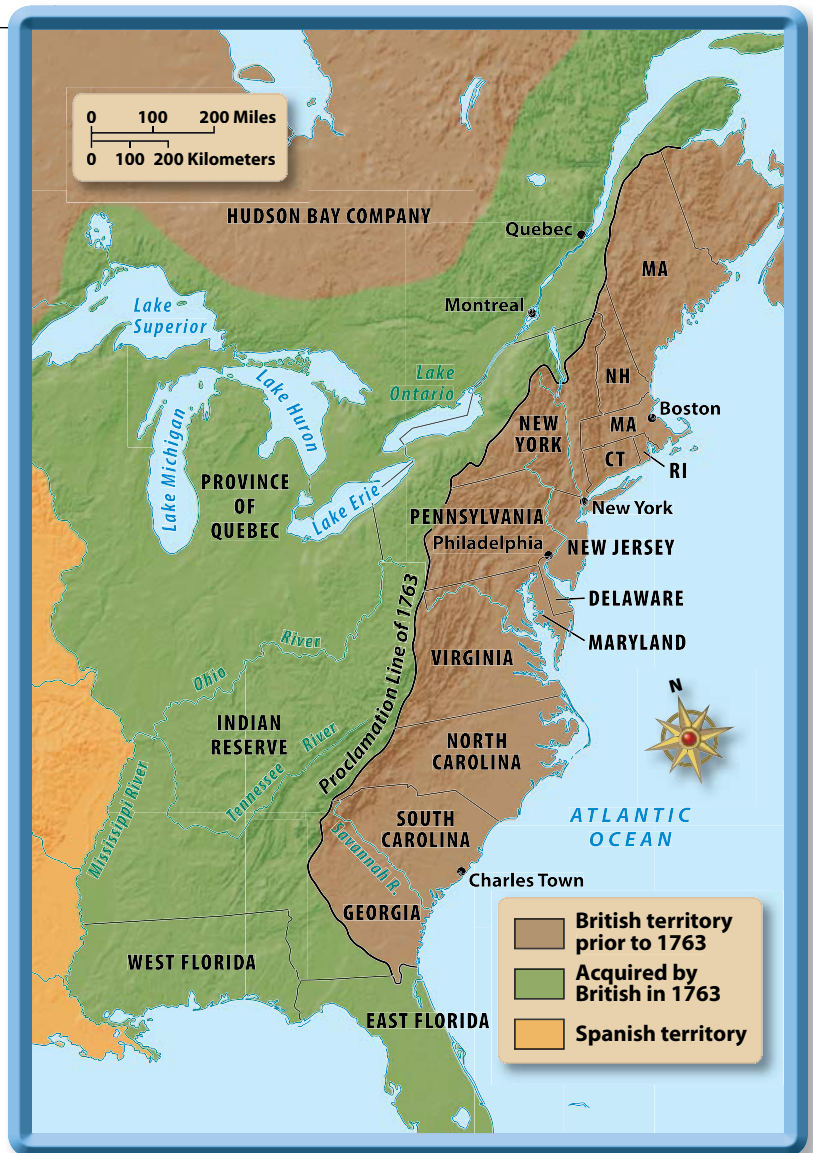 0 100 200 Miles
0 100 200 Kilometers
HUDSON BAY COMPANY
Quebec
MA
Montreal
Lake
Superior
Lake
Ontario
Lake Huron
Lake Michigan
NH
Boston
MA
NEW
YORK
CT
RI
PROVINCE
OF
QUEBEC
Lake Erie
New York
PENNSYLVANIA
Philadelphia
NEW JERSEY
DELAWARE
MARYLAND
Proclamation Line of 1763
VIRGINIA
Ohio River
INDIAN
RESERVE
Tennessee River
NORTH
CAROLINA
N
Mississippi River
SOUTH
CAROLINA
ATLANTIC
OCEAN
Savannah R.
Charles Town
GEORGIA
WEST FLORIDA
EAST FLORIDA
British territory
prior to 1763
Acquired by
British in 1763
Spanish territory